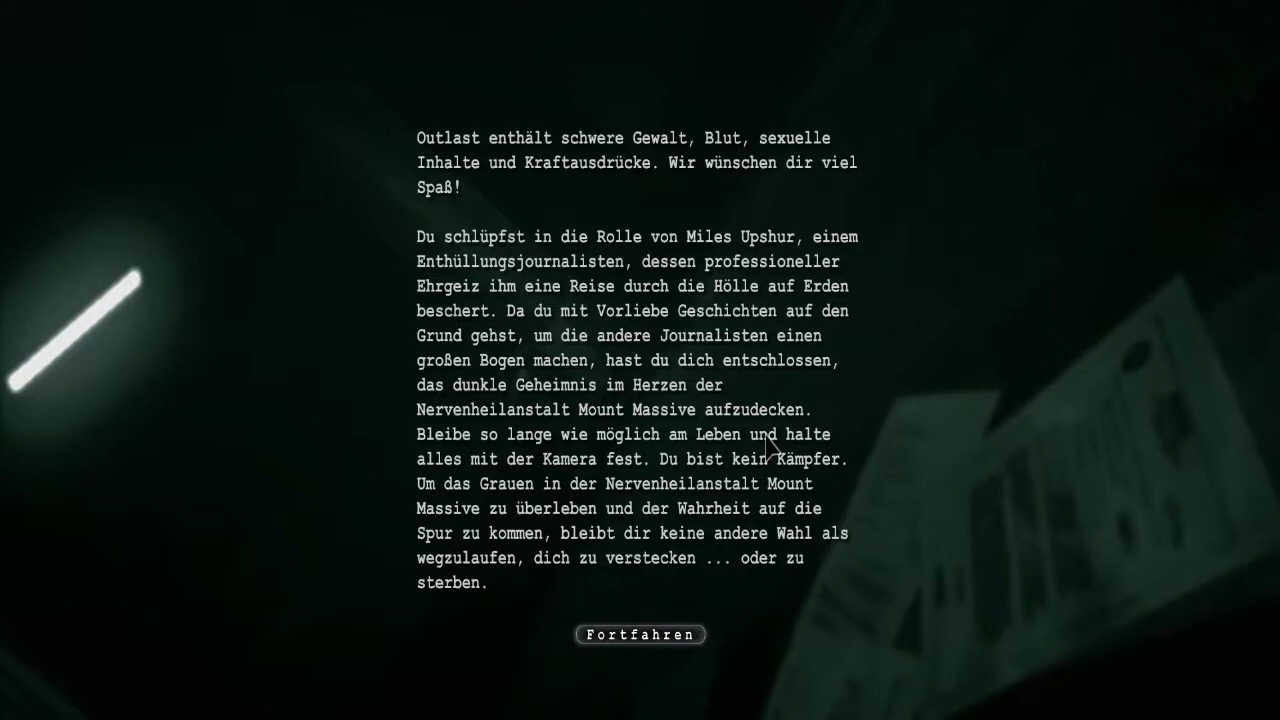 Outlast enthält schwere Gewalt, Blut, sexuelle
Inhalte und Kraftausdrücke. Wir wünschen dir viel
Spaß!
Du schlüpfst in die Rolle von Miles Upshur, einem
Enthüllungsjournalisten, dessen professioneller
Ehrgeiz ihm eine Reise durch die Hölle auf Erden
beschert. Da du mit Vorliebe Geschichten auf den
Grund gehst, um die andere Journalisten einen
großen Bogen machen, hast du dich entschlossen,
das dunkle Geheimnis im Herzen der
Nervenheilanstalt Mount Massive aufzudecken.
Bleibe so lange wie möglich am Leben und halte
alles mit der Kamera fest. Du bist kein Kämpfer.
Um das Grauen in der Nervenheilanstalt Mount
Massive zu überleben und der Wahrheit auf die
Spur zu kommen, bleibt dir keine andere Wahl als
wegzulaufen, dich zu verstecken ... oder zu
sterben.
Fortfahren